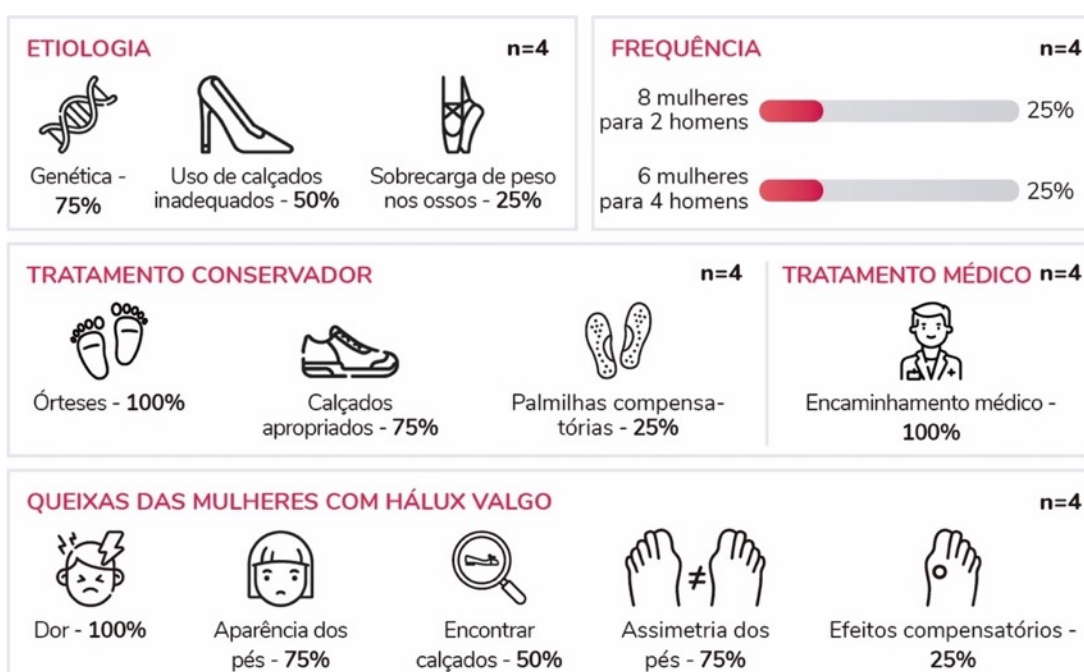 ETIOLOGIA n=4
Genética -
75%
Uso de calçados
inadequados - 50%
Sobrecarga de peso
nos ossos - 25%
FREQUÊNCIA n=4
8 mulheres
para 2 homens
25%
6 mulheres
para 4 homens
25%
TRATAMENTO CONSERVADOR n=4
Órteses - 100%
Calçados
apropriados - 75%
Palmilhas compensa-
tórias - 25%
TRATAMENTO MÉDICO n=4
Encaminhamento médico -
100%
QUEIXAS DAS MULHERES COM HÁLUX VALGO n=4
Dor - 100%
Aparência dos
pés - 75%
Encontrar
calçados - 50%
≠
Assimetria dos
pés - 75%
Efeitos compensatórios -
25%